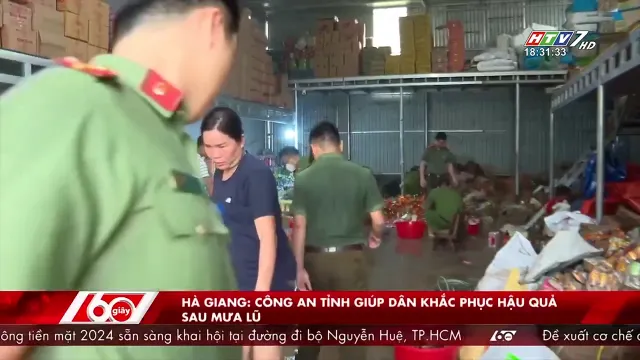 HTV7 HD
18:31:33
60 giây
HÀ GIANG: CÔNG AN TỈNH GIÚP DÂN KHẮC PHỤC HẬU QUẢ
SAU MƯA LŨ
ông tiền mặt 2024 sẵn sàng khai hội tại đường đi bộ Nguyễn Huệ, TP.HCM 60 Đề xuất cơ chế